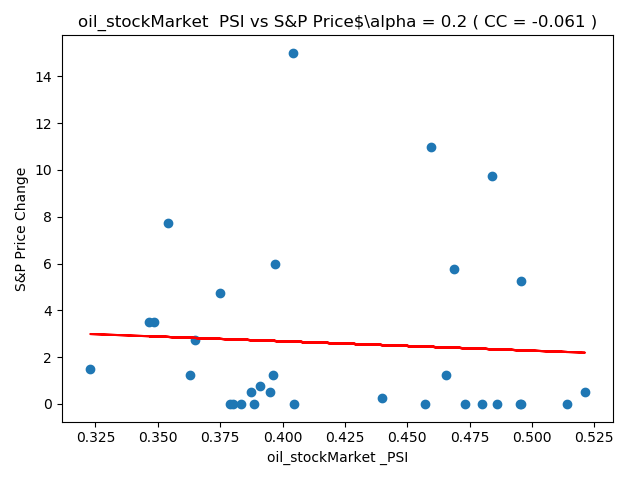 oil_stockMarket  PSI vs S&P Price$\alpha = 0.2 ( CC = -0.061 )
14
12
10
8
6
4
2
0
S&P Price Change
0.325 0.350 0.375 0.400 0.425 0.450 0.475 0.500 0.525
oil_stockMarket _PSI